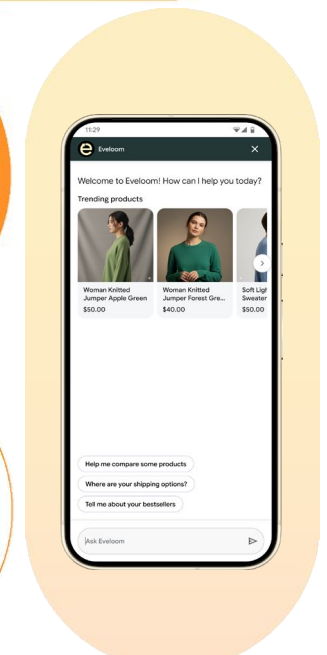 11:29
e Eveloom
Welcome to Eveloom! How can I help you today?
Trending products
Woman Knitted
Jumper Apple Green
$50.00
Woman Knitted
Jumper Forest Gre...
$40.00
Soft Ligh
Sweater
$50.00
Help me compare some products
Where are your shipping options?
Tell me about your bestsellers
Ask Eveloom